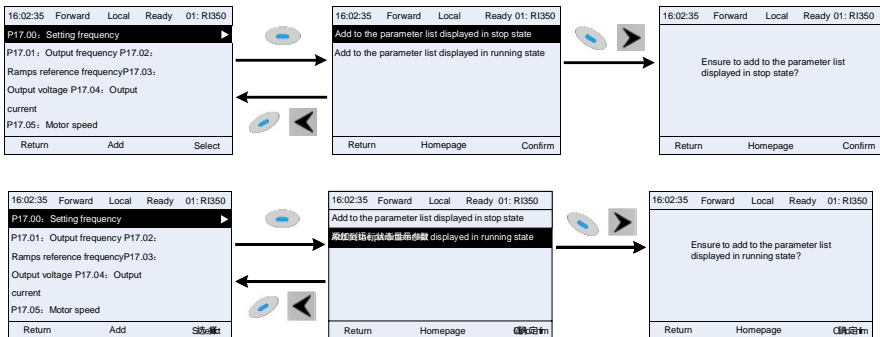 16:02:35 Forward Local Ready 01: RI350
P17.00: Setting frequency
P17.01: Output frequency P17.02:
Ramps reference frequencyP17.03:
Output voltage P17.04: Output
current
P17.05: Motor speed
Return Add Select
16:02:35 Forward Local Ready 01: RI350
Add to the parameter list displayed in stop state
Add to the parameter list displayed in running state
Return Homepage Confirm
16:02:35 Forward Local Ready 01: RI350
Ensure to add to the parameter list
displayed in stop state?
Return Homepage Confirm
16:02:35 Forward Local Ready 01: RI350
P17.00: Setting frequency
P17.01: Output frequency P17.02:
Ramps reference frequencyP17.03:
Output voltage P17.04: Output
current
P17.05: Motor speed
Return Add
16:02:35 Forward Local Ready 01: RI350
Add to the parameter list displayed in stop state
displayed in running state
Return Homepage
16:02:35 Forward Local Ready 01: RI350
Ensure to add to the parameter list
displayed in running state?
Return Homepage